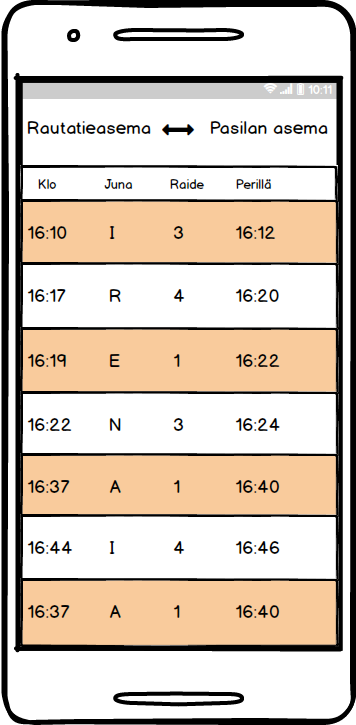 10:11
Rautatieasema Pasilan asema
Klo Juna Raide Perillä
16:10 I 3 16:12
16:17 R 4 16:20
16:19 E 1 16:22
16:22 N 3 16:24
16:37 A 1 16:40
16:44 I 4 16:46
16:37 A 1 16:40